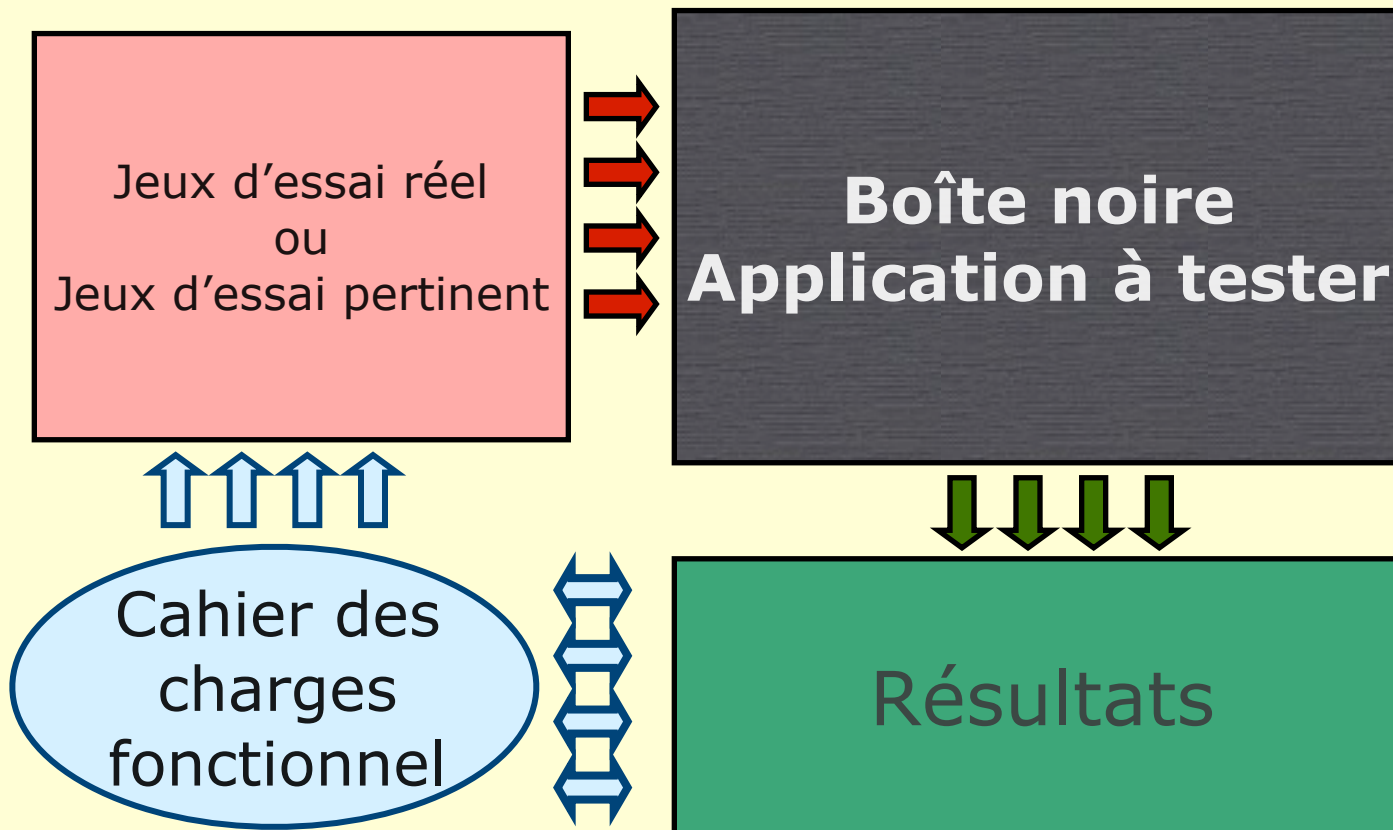 Jeux d’essai réel
ou
Jeux d’essai pertinent
Boîte noire
Application à tester
Cahier des
charges
fonctionnel
Résultats